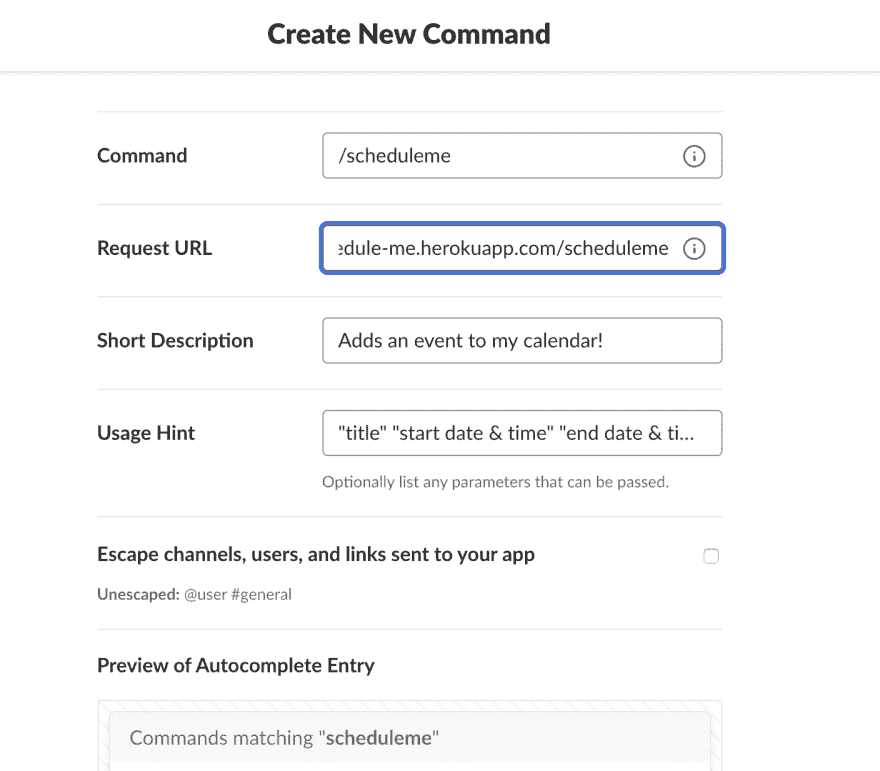 Create New Command
Command
/scheduleme
Request URL
edule-me.herokuapp.com/scheduleme
Short Description
Adds an event to my calendar!
Usage Hint
"title" "start date & time" "end date & ti...
Optionally list any parameters that can be passed.
Escape channels, users, and links sent to your app
Unescaped: @user #general
Preview of Autocomplete Entry
Commands matching "scheduleme"